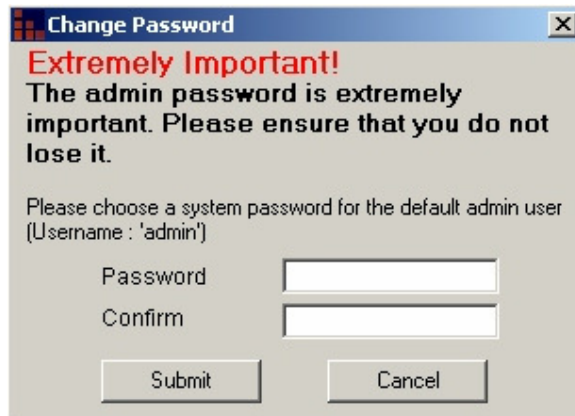 Change Password
Extremely Important!
The admin password is extremely
important. Please ensure that you do not
lose it.
Please choose a system password for the default admin user
(Username : 'admin')
Password
Confirm
Submit Cancel